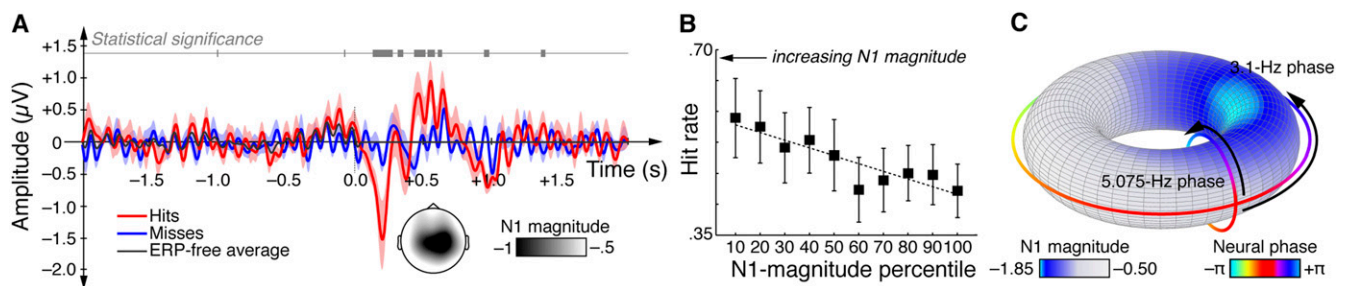 A
+1.5
+1.0
+0.5
0
−0.5
−1.0
−1.5
−2.0
Amplitude (µV)
Statistical significance
−1.5
−1.0
−0.5
0.0
+0.5
+1.0
+1.5
Time (s)
Hits
Misses
ERP-free average
N1 magnitude
−1
−.5
B
.70
.35
Hit rate
increasing N1 magnitude
10 20 30 40 50 60 70 80 90 100
N1-magnitude percentile
C
3.1-Hz phase
5.075-Hz phase
N1 magnitude
−1.85
−0.50
Neural phase
−π
+π